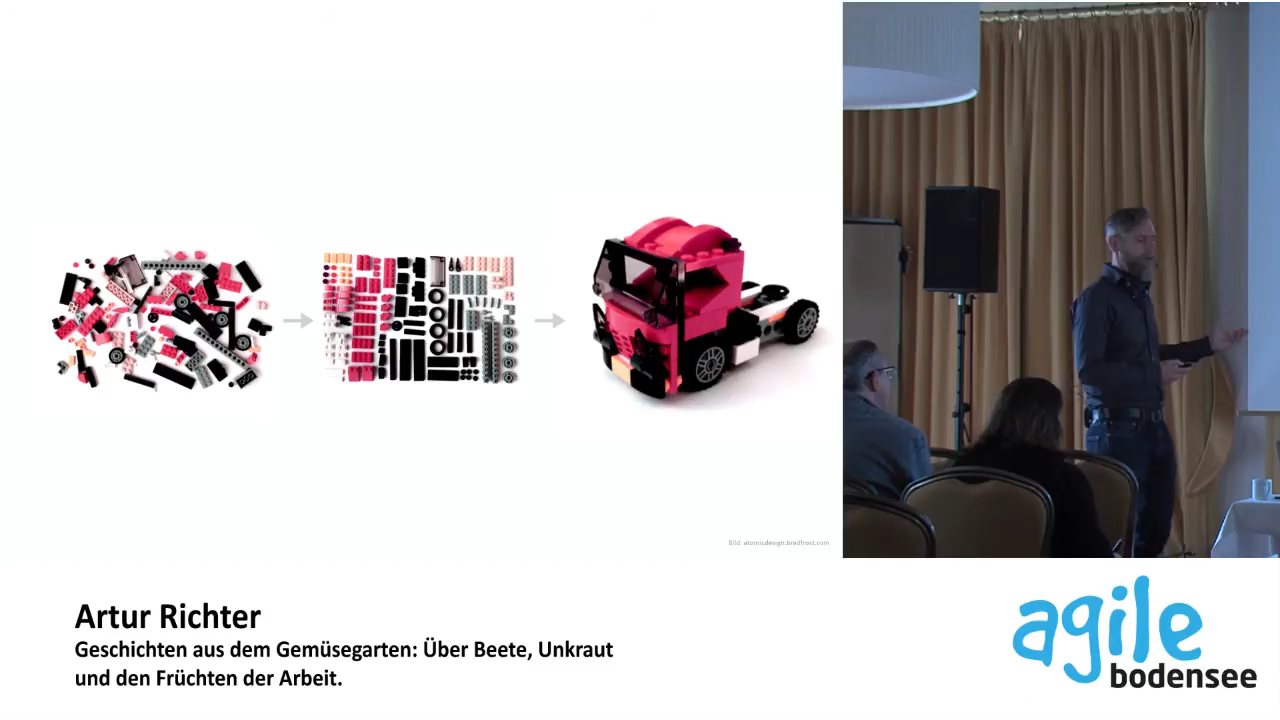 Bild: atomicdesign.bradfrost.com
Artur Richter
Geschichten aus dem Gemüsegarten: Über Beete, Unkraut
und den Früchten der Arbeit.
agile
bodensee